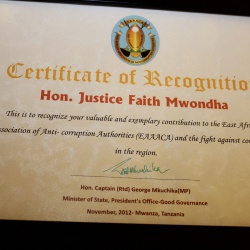 Certificate of Recognition
Hon. Justice Faith Mwondha
This is to recognize your valuable and exemplary contribution to the East Afri
ssociation of Anti- corruption Authorities (EAAACA) and the fight against co
in the region.
Hon. Captain (Rtd) George Mkuchika(MP)
Minister of State, President's Office-Good Governance
November, 2012- Mwanza, Tanzania